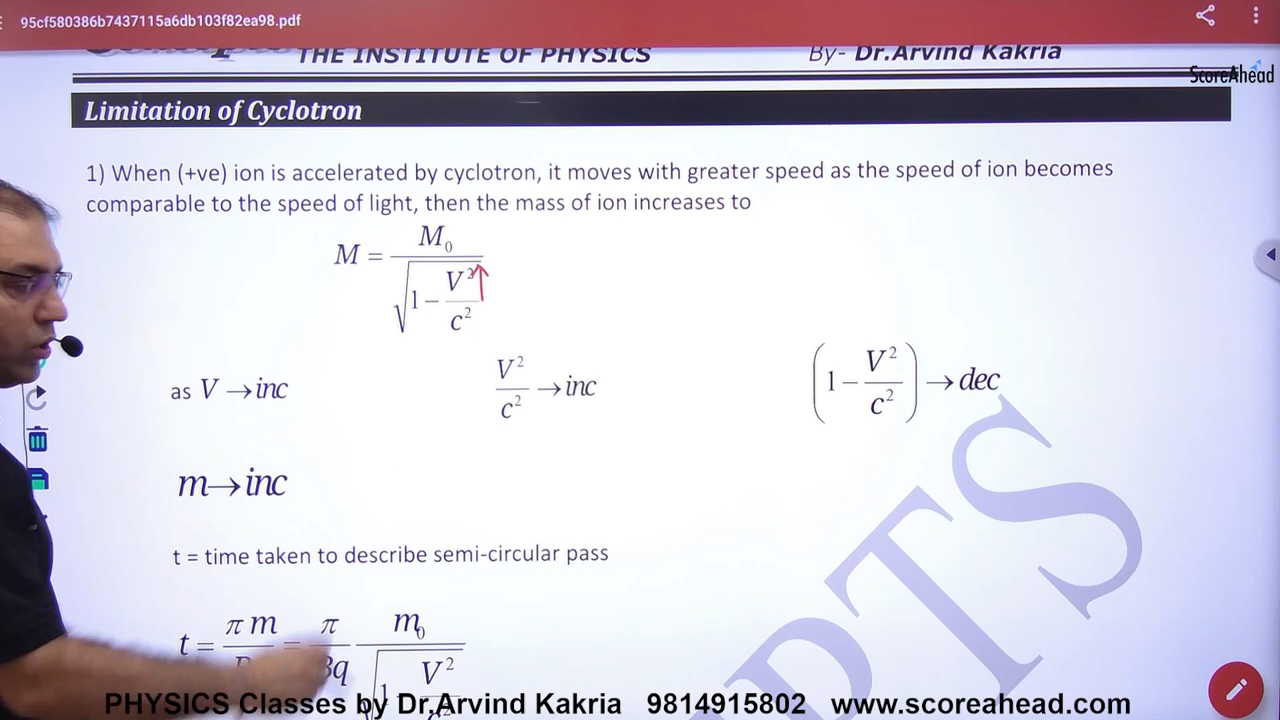 95cf580386b7437115a6db103f82ea98.pdf
THE INSTITUTE OF PHYSICS By- Dr.Arvind Kakria
ScoreAhead
Limitation of Cyclotron
1) When (+ve) ion is accelerated by cyclotron, it moves with greater speed as the speed of ion becomes
comparable to the speed of light, then the mass of ion increases to
M = M₀ / √(1 − V²/c²)
as V → inc V²/c² → inc (1 − V²/c²) → dec
m → inc
t = time taken to describe semi-circular pass
t = π m / = π / Bq m₀ / √1 V²
PHYSICS Classes by Dr.Arvind Kakria 9814915802 www.scoreahead.com